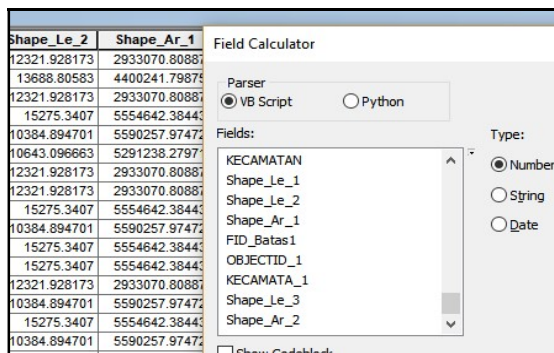 Shape_Le_2 Shape_Ar_1
12321.928173 2933070.80887
13688.80583 4400241.79875
12321.928173 2933070.80887
15275.3407 5554642.38443
10384.894701 5590257.97472
10643.096663 5291238.27971
12321.928173 2933070.80887
12321.928173 2933070.80887
15275.3407 5554642.38443
10384.894701 5590257.97472
15275.3407 5554642.38443
15275.3407 5554642.38443
12321.928173 2933070.80887
10384.894701 5590257.97472
15275.3407 5554642.38443
10384.894701 5590257.97472
Field Calculator
Parser
VB Script Python
Fields:
KECAMATAN
Shape_Le_1
Shape_Le_2
Shape_Ar_1
FID_Batas1
OBJECTID_1
KECAMATA_1
Shape_Le_3
Shape_Ar_2
Type:
Number
String
Date
Show Codeblock